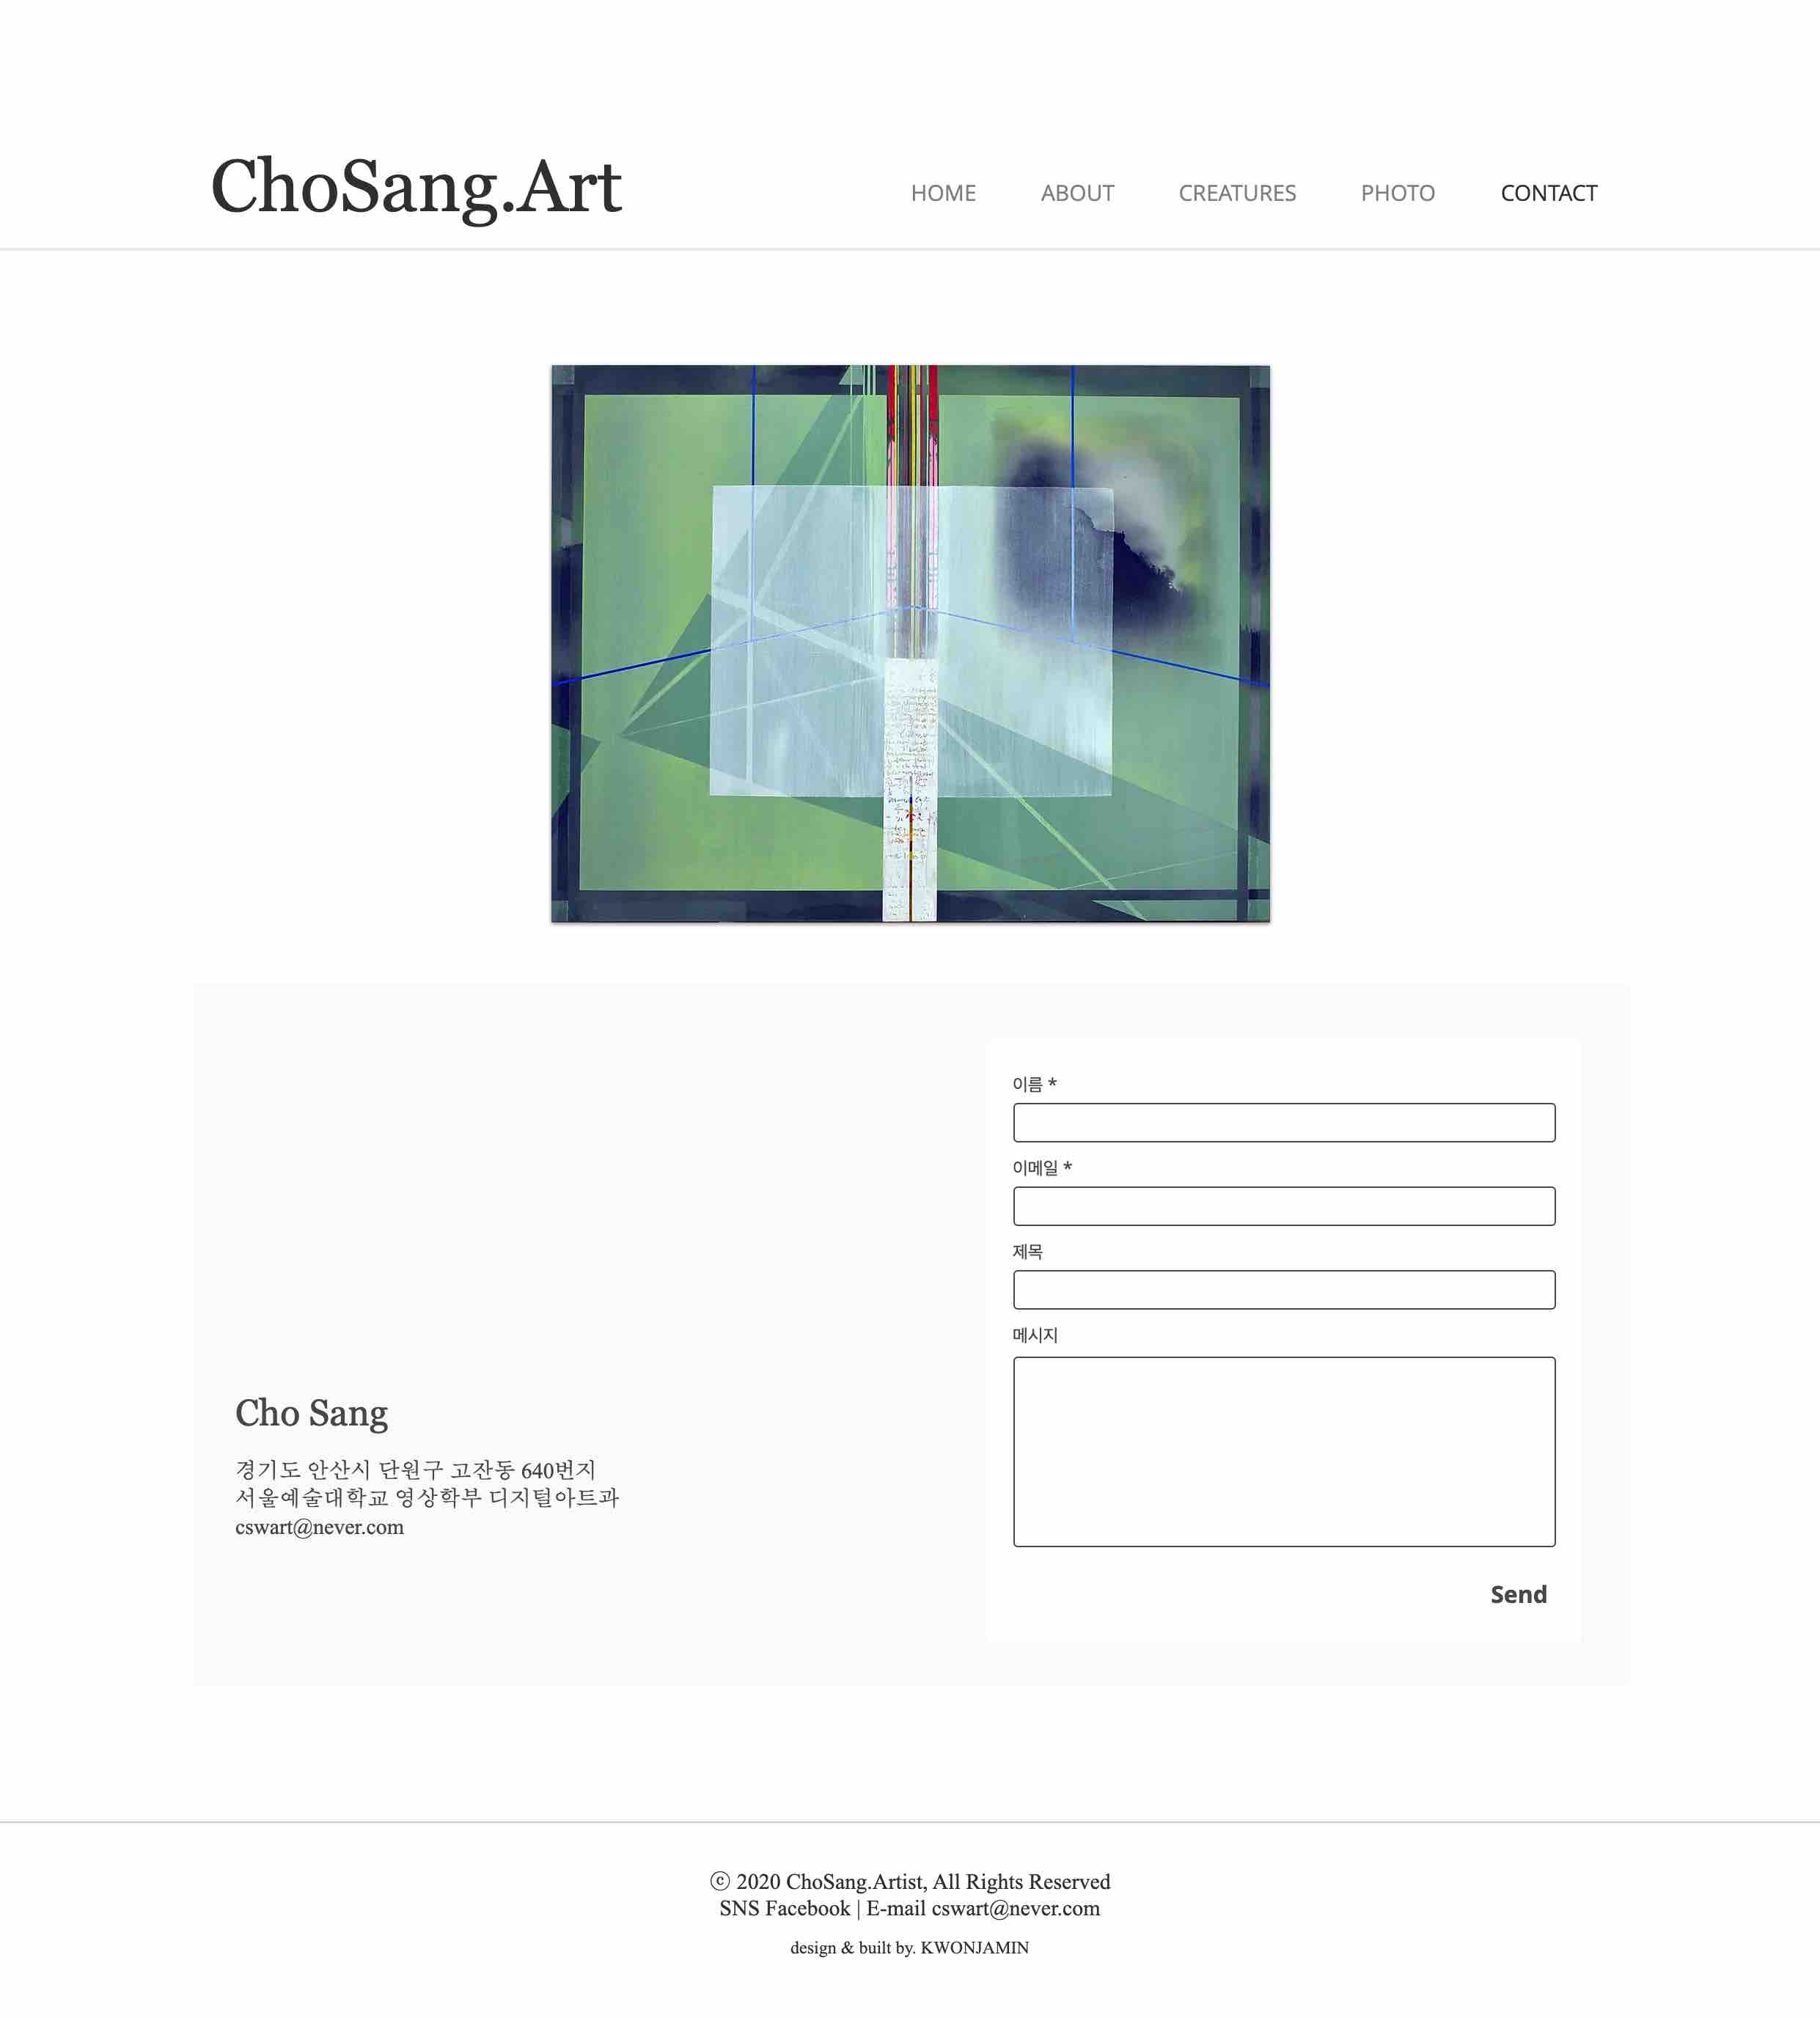 ChoSang.Art
HOME ABOUT CREATURES PHOTO CONTACT
이름 *
이메일 *
제목
메시지
Send
Cho Sang
경기도 안산시 단원구 고잔동 640번지
서울예술대학교 영상학부 디지털아트과
cswart@never.com
ⓒ 2020 ChoSang.Artist, All Rights Reserved
SNS Facebook | E-mail cswart@never.com
design & built by. KWONJAMIN